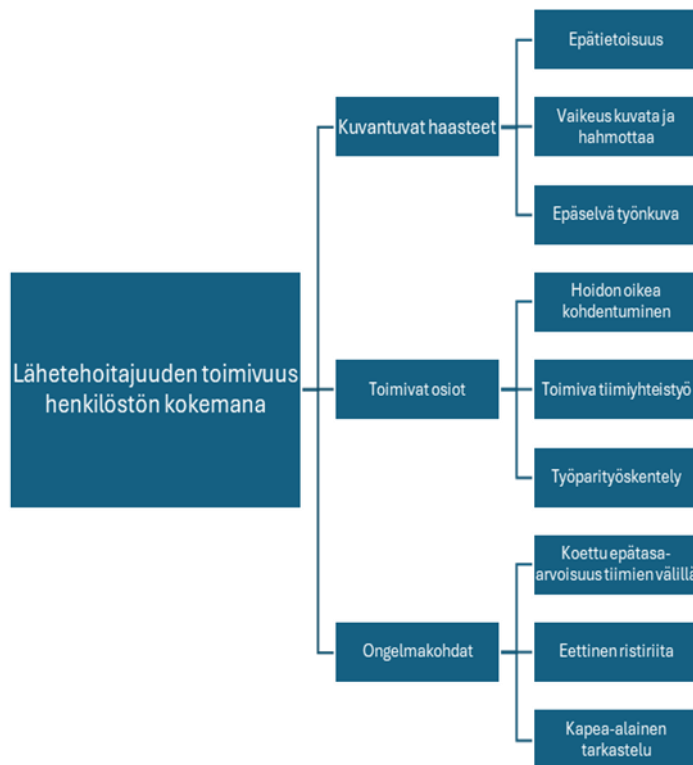 Lähetehoitajuuden toimivuus
henkilöstön kokemana
Kuvantuvat haasteet
Epätietoisuus
Vaikeus kuvata ja
hahmottaa
Epäselvä työnkuva
Toimivat osiot
Hoidon oikea
kohdentuminen
Toimiva tiimiyhteistyö
Työparityöskentely
Ongelmakohdat
Koettu epätasa-
arvoisuus tiimien välillä
Eettinen ristiriita
Kapea-alainen
tarkastelu